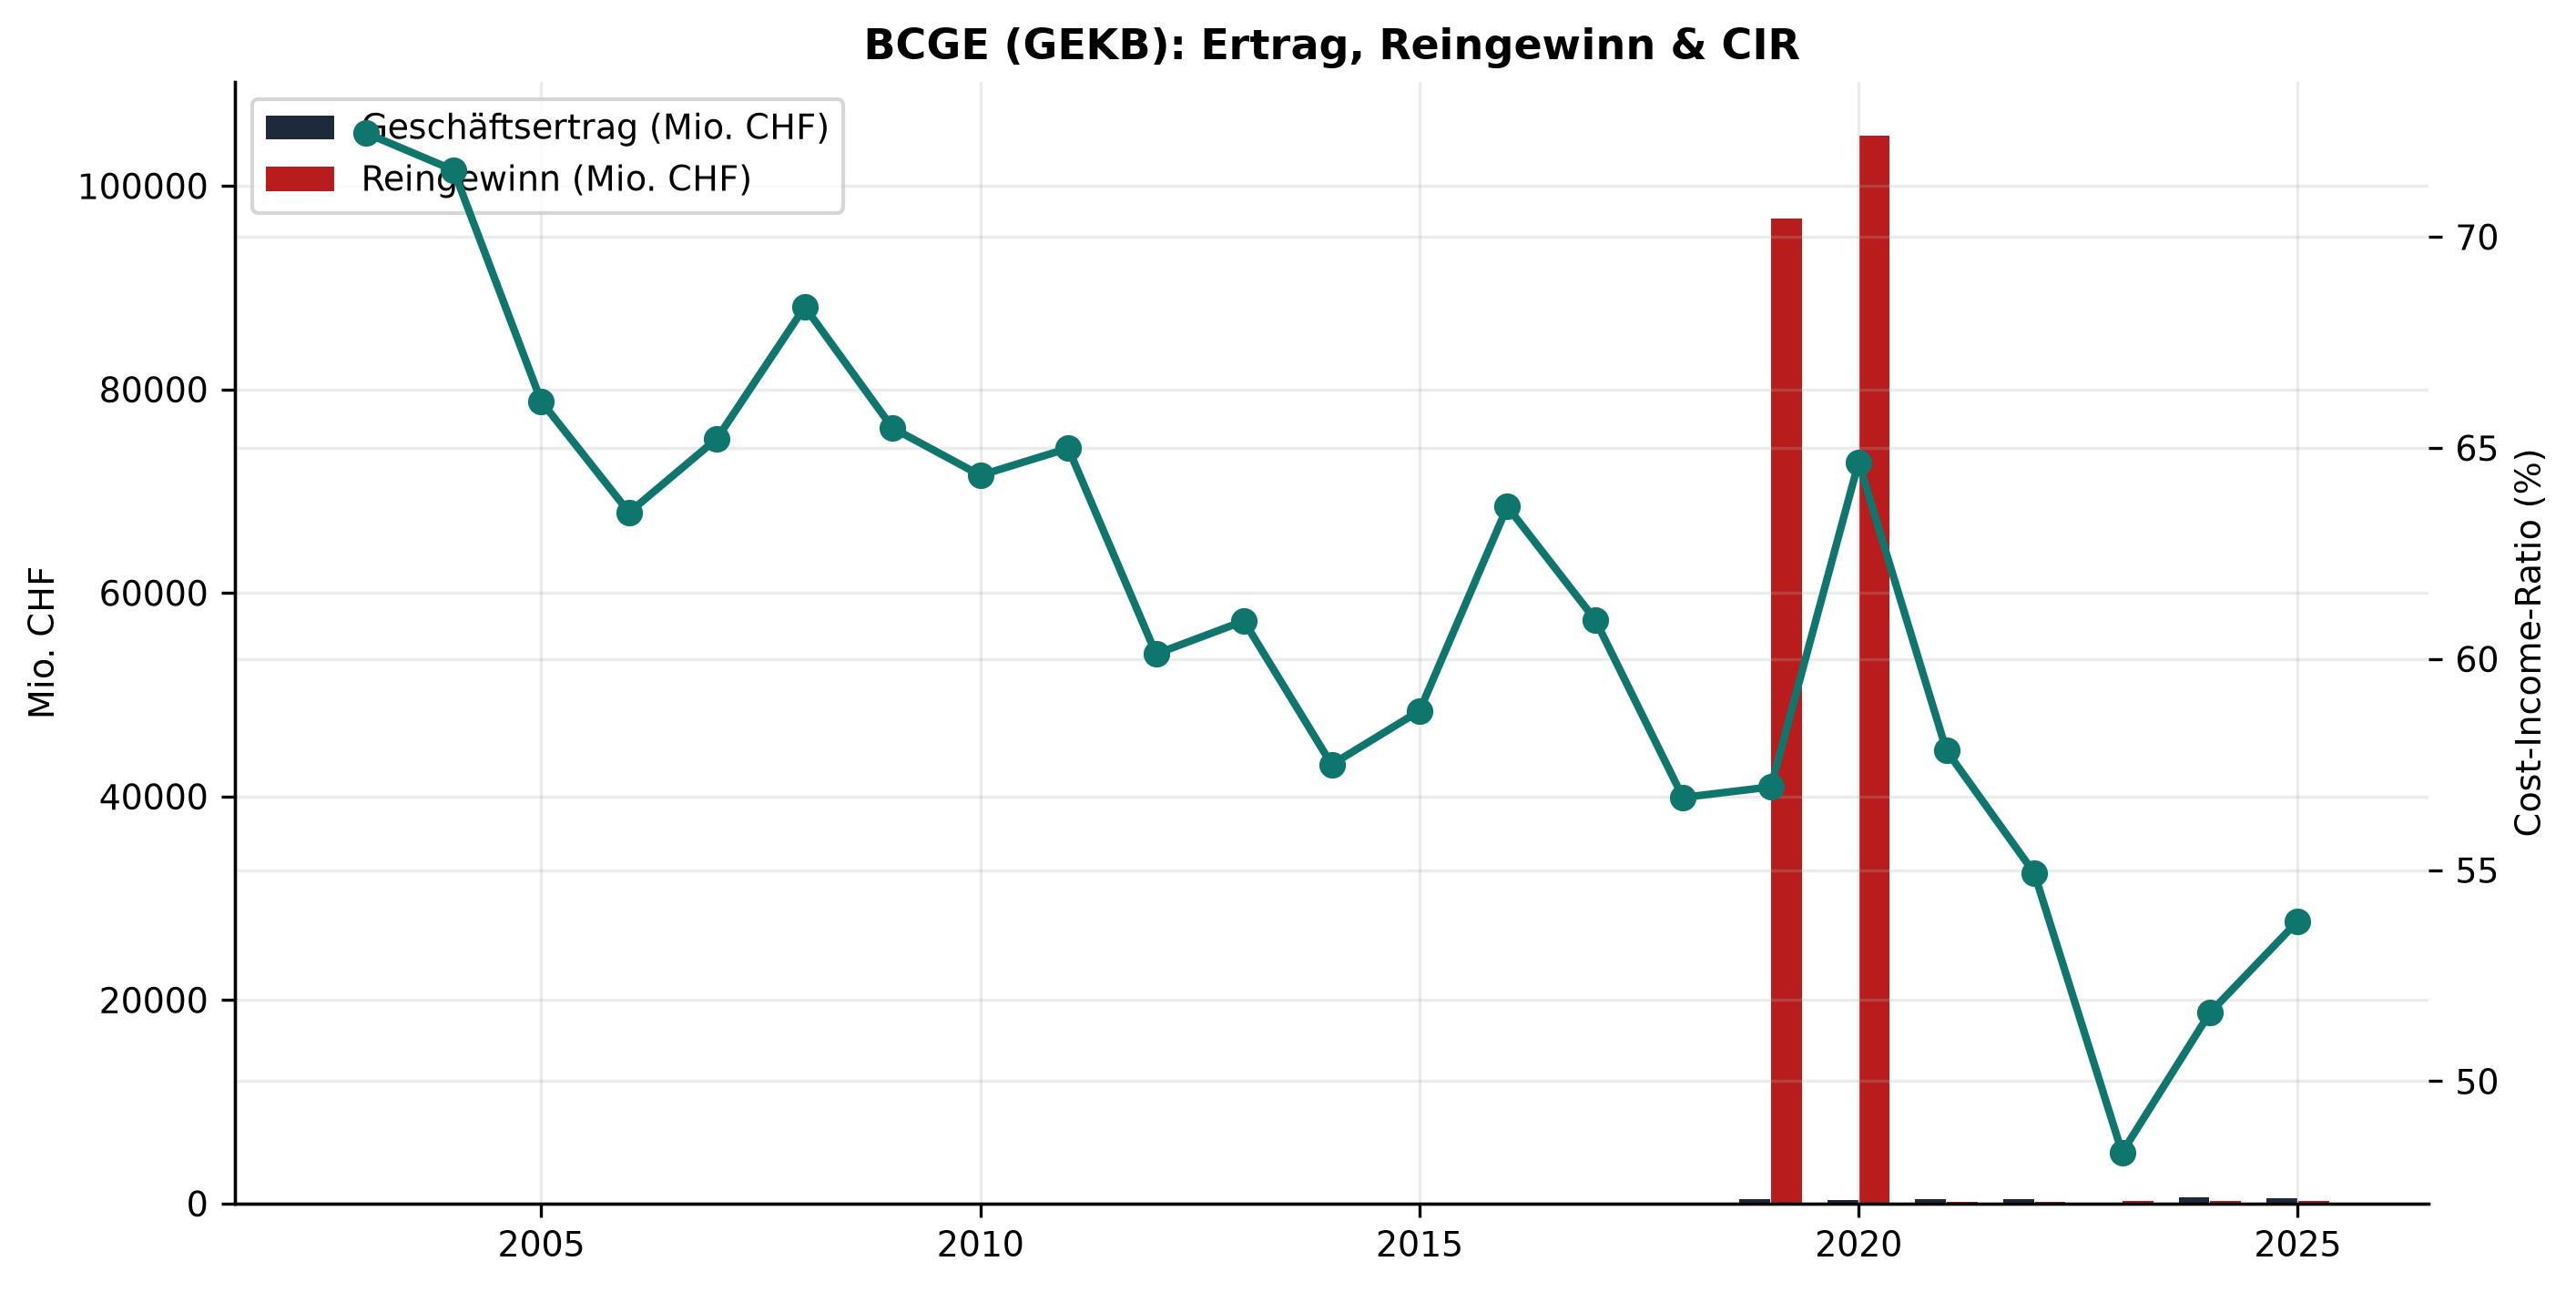 BCGE (GEKB): Ertrag, Reingewinn & CIR
Geschäftsertrag (Mio. CHF)
Reingewinn (Mio. CHF)
Mio. CHF
100000
80000
60000
40000
20000
0
70
65
60
55
50
Cost-Income-Ratio (%)
2005 2010 2015 2020 2025